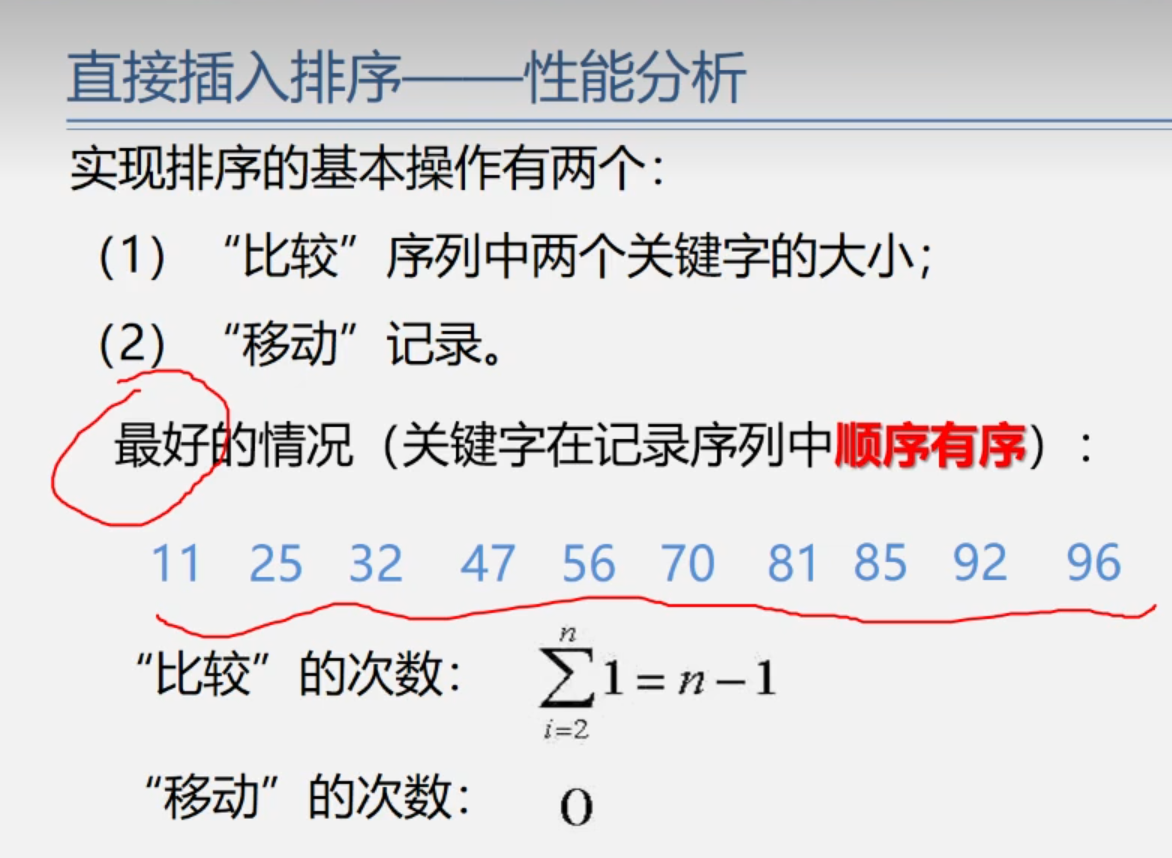 直接插入排序——性能分析
实现排序的基本操作有两个：
（1） “比较”序列中两个关键字的大小；
（2） “移动”记录。
最好的情况（关键字在记录序列中顺序有序）：
11 25 32 47 56 70 81 85 92 96
“比较”的次数： \sum_{i=2}^{n} 1 = n - 1
“移动”的次数： 0